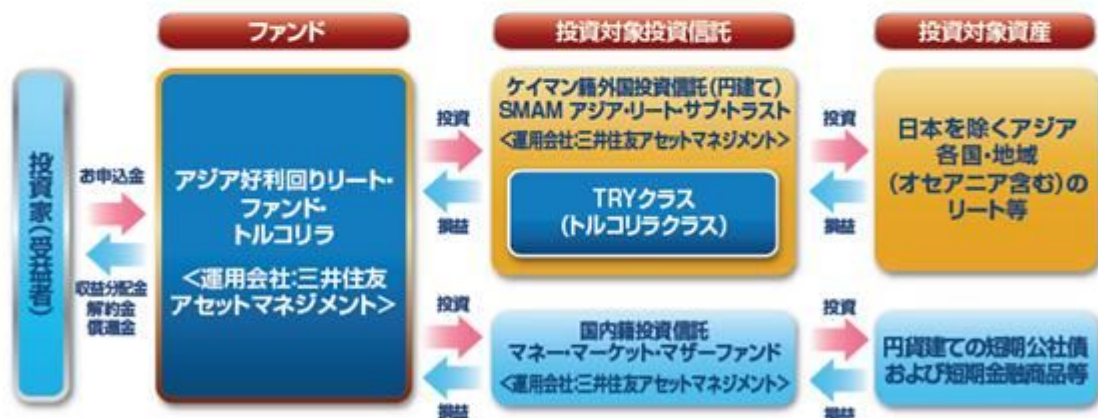 ファンド
投資対象投資信託
投資対象資産
投資家(受益者)
お申込金
収益分配金
解約金
償還金
アジア好利回りリート・
ファンド・
トルコリラ
<運用会社:三井住友
アセットマネジメント>
投資
損益
ケイマン籍外国投資信託(円建て)
SMAM アジア・リート・サブ・トラスト
<運用会社:三井住友アセットマネジメント>
TRYクラス
(トルコリラクラス)
投資
損益
日本を除くアジア
各国・地域
(オセアニア含む)の
リート等
投資
損益
国内籍投資信託
マネー・マーケット・マザーファンド
<運用会社:三井住友アセットマネジメント>
投資
損益
円貨建ての短期公社債
および短期金融商品等